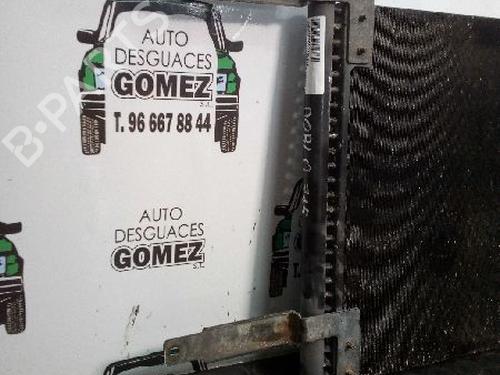 AUTO
DESGUACES
GOMEZ
S.L.
T. 96 667 88 44
B-PARTS
AUTO
DESGUACES
GOMEZ
S.L.
T.